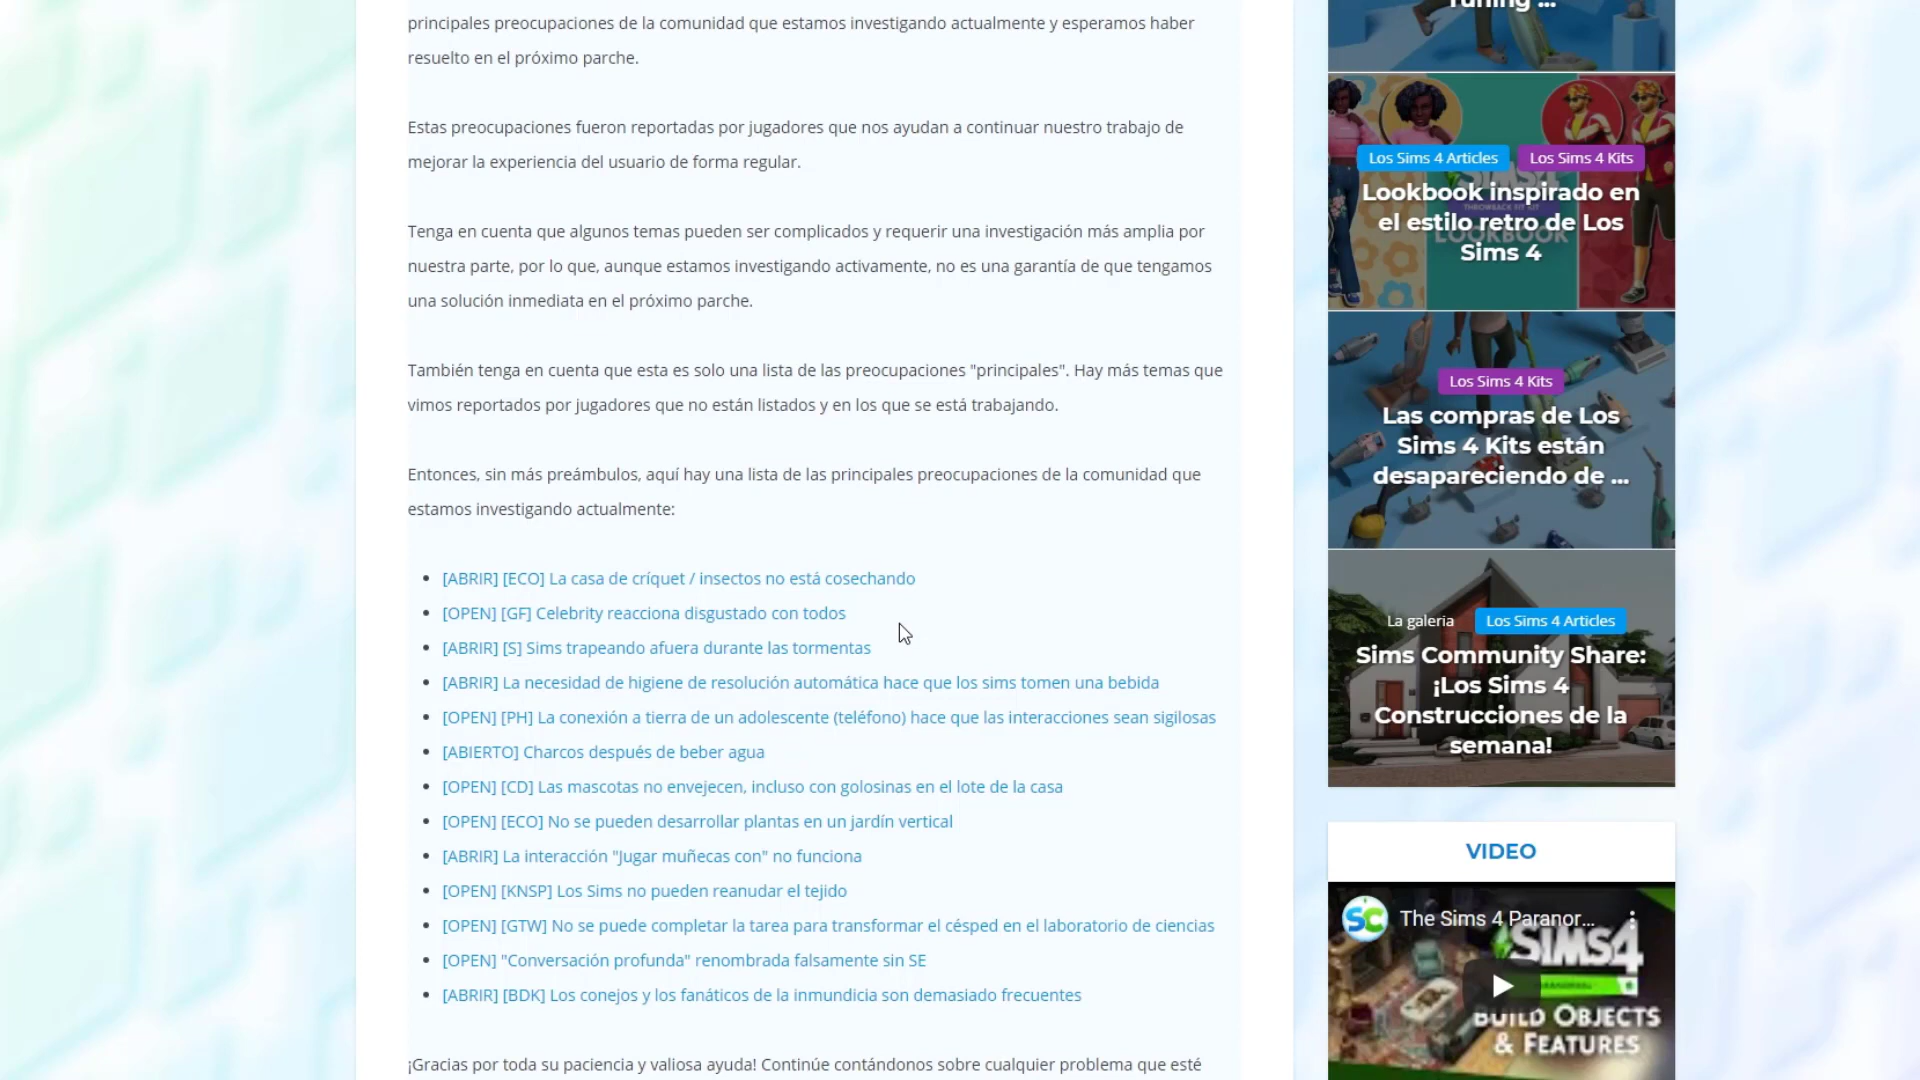 principales preocupaciones de la comunidad que estamos investigando actualmente y esperamos haber
resuelto en el próximo parche.
Estas preocupaciones fueron reportadas por jugadores que nos ayudan a continuar nuestro trabajo de
mejorar la experiencia del usuario de forma regular.
Tenga en cuenta que algunos temas pueden ser complicados y requerir una investigación más amplia por
nuestra parte, por lo que, aunque estamos investigando activamente, no es una garantía de que tengamos
una solución inmediata en el próximo parche.
También tenga en cuenta que esta es solo una lista de las preocupaciones "principales". Hay más temas que
vimos reportados por jugadores que no están listados y en los que se está trabajando.
Entonces, sin más preámbulos, aquí hay una lista de las principales preocupaciones de la comunidad que
estamos investigando actualmente:
[ABRIR] [ECO] La casa de críquet / insectos no está cosechando
[OPEN] [GF] Celebrity reacciona disgustado con todos
[ABRIR] [S] Sims trapeando afuera durante las tormentas
[ABRIR] La necesidad de higiene de resolución automática hace que los sims tomen una bebida
[OPEN] [PH] La conexión a tierra de un adolescente (teléfono) hace que las interacciones sean sigilosas
[ABIERTO] Charcos después de beber agua
[OPEN] [CD] Las mascotas no envejecen, incluso con golosinas en el lote de la casa
[OPEN] [ECO] No se pueden desarrollar plantas en un jardín vertical
[ABRIR] La interacción "Jugar muñecas con" no funciona
[OPEN] [KNSP] Los Sims no pueden reanudar el tejido
[OPEN] [GTW] No se puede completar la tarea para transformar el césped en el laboratorio de ciencias
[OPEN] "Conversación profunda" renombrada falsamente sin SE
[ABRIR] [BDK] Los conejos y los fanáticos de la inmundicia son demasiado frecuentes
¡Gracias por toda su paciencia y valiosa ayuda! Continúe contándonos sobre cualquier problema que esté
Tuning ...
Los Sims 4 Articles Los Sims 4 Kits
Lookbook inspirado en
el estilo retro de Los
Sims 4
LOOKBOOK
Los Sims 4 Kits
Las compras de Los
Sims 4 Kits están
desapareciendo de ...
La galeria Los Sims 4 Articles
Sims Community Share:
¡Los Sims 4
Construcciones de la
semana!
VIDEO
SC The Sims 4 Paranor...
SIMS4
BUILD OBJECTS
& FEATURES